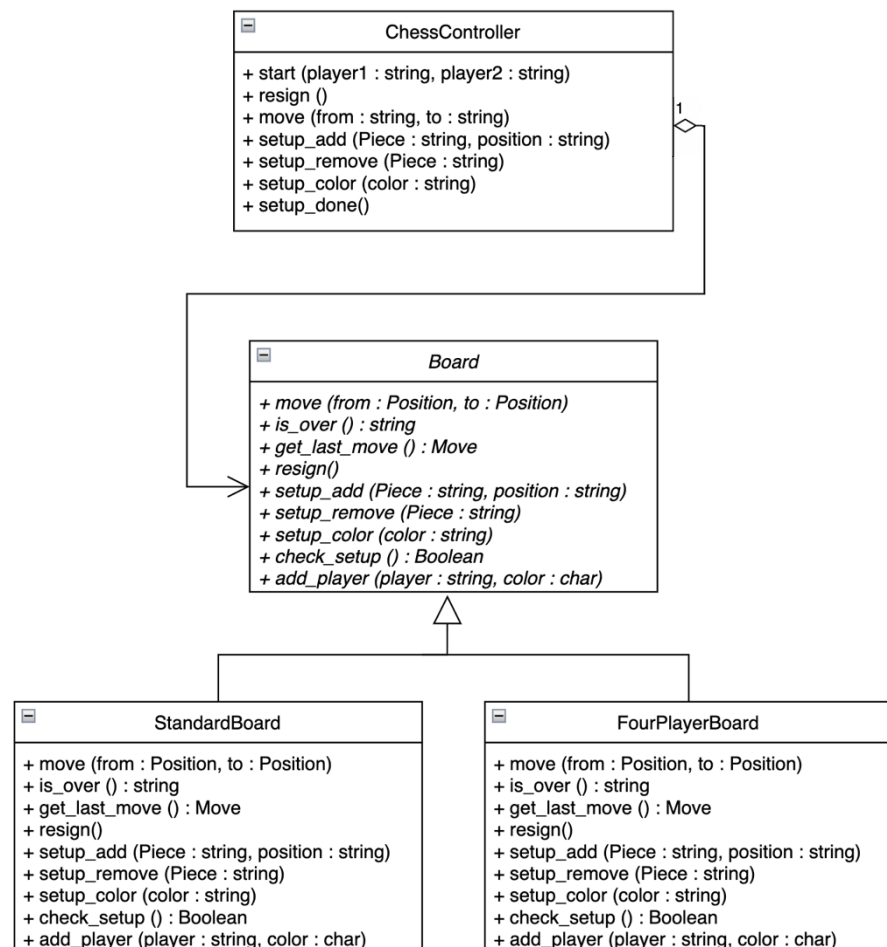 ChessController
+ start (player1 : string, player2 : string)
+ resign ()
+ move (from : string, to : string)
+ setup_add (Piece : string, position : string)
+ setup_remove (Piece : string)
+ setup_color (color : string)
+ setup_done()
1
Board
+ move (from : Position, to : Position)
+ is_over () : string
+ get_last_move () : Move
+ resign()
+ setup_add (Piece : string, position : string)
+ setup_remove (Piece : string)
+ setup_color (color : string)
+ check_setup () : Boolean
+ add_player (player : string, color : char)
StandardBoard
+ move (from : Position, to : Position)
+ is_over () : string
+ get_last_move () : Move
+ resign()
+ setup_add (Piece : string, position : string)
+ setup_remove (Piece : string)
+ setup_color (color : string)
+ check_setup () : Boolean
+ add_player (player : string, color : char)
FourPlayerBoard
+ move (from : Position, to : Position)
+ is_over () : string
+ get_last_move () : Move
+ resign()
+ setup_add (Piece : string, position : string)
+ setup_remove (Piece : string)
+ setup_color (color : string)
+ check_setup () : Boolean
+ add_player (player : string, color : char)